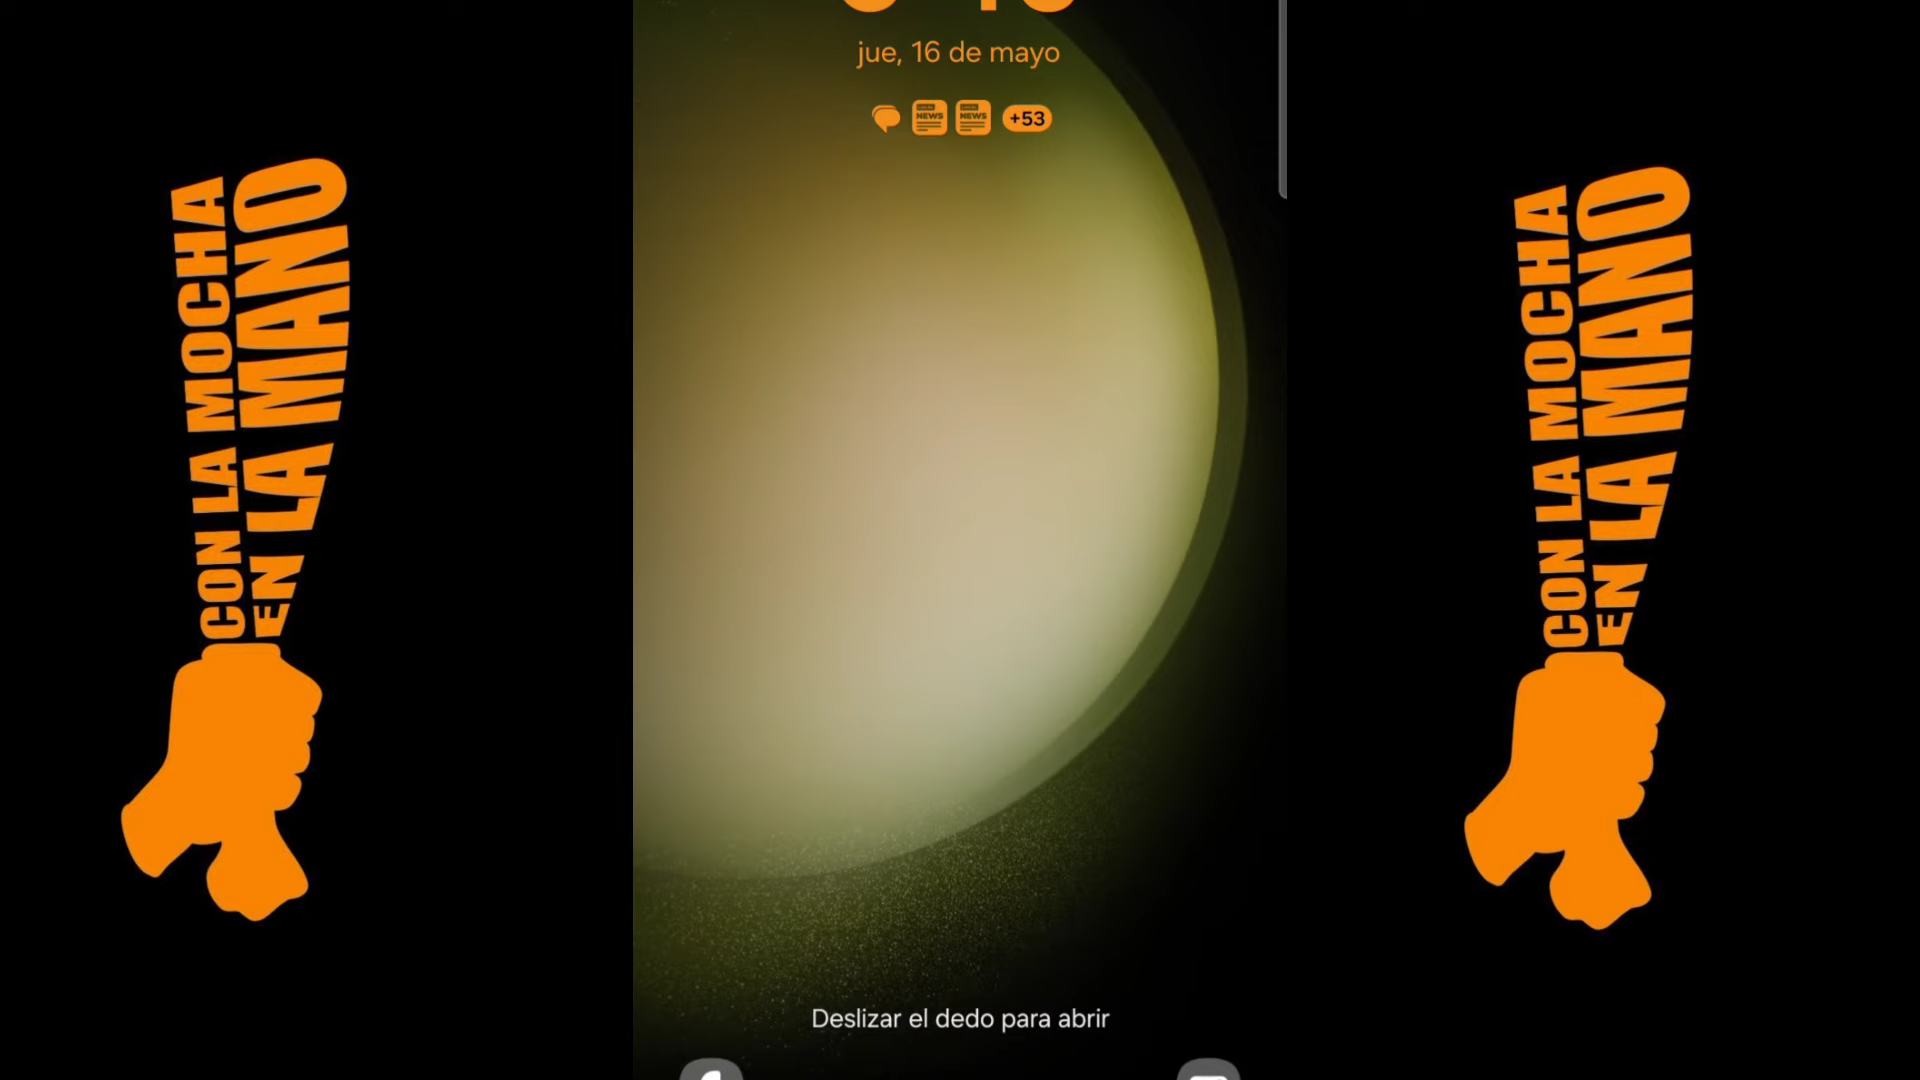 CON LA MOCHA
EN LA MANO
jue, 16 de mayo
NEWS
NEWS
+53
Deslizar el dedo para abrir
CON LA MOCHA
EN LA MANO